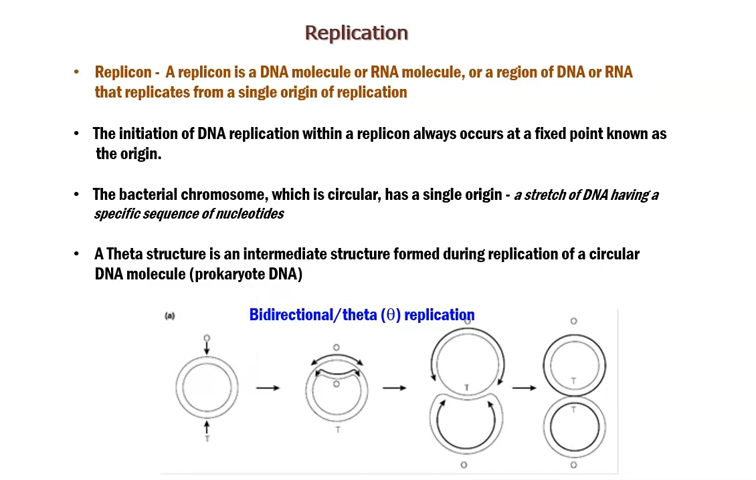 Replication
• Replicon - A replicon is a DNA molecule or RNA molecule, or a region of DNA or RNA
that replicates from a single origin of replication
• The initiation of DNA replication within a replicon always occurs at a fixed point known as
the origin.
• The bacterial chromosome, which is circular, has a single origin - a stretch of DNA having a
specific sequence of nucleotides
• A Theta structure is an intermediate structure formed during replication of a circular
DNA molecule (prokaryote DNA)
(a) Bidirectional/theta (θ) replication
O O O O
O
T T T T
T
T O O